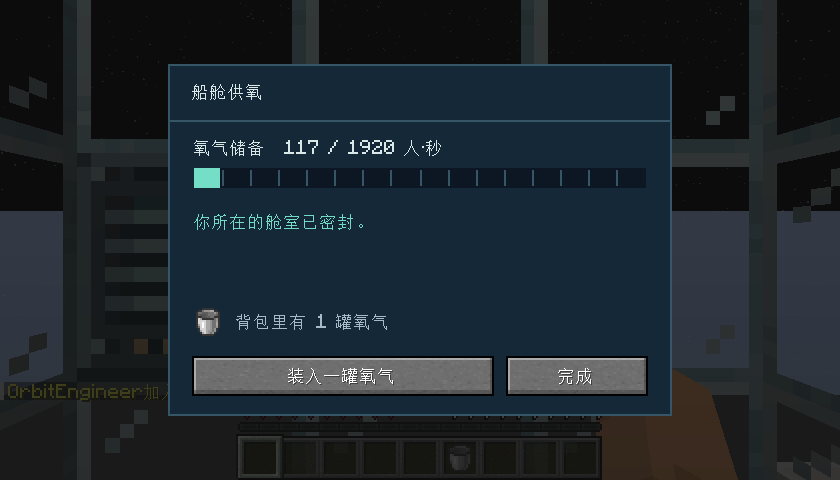 船舱供氧
氧气储备 117 / 1920 人·秒
你所在的舱室已密封。
背包里有 1 罐氧气
装入一罐氧气
完成
OrbitEngineer加